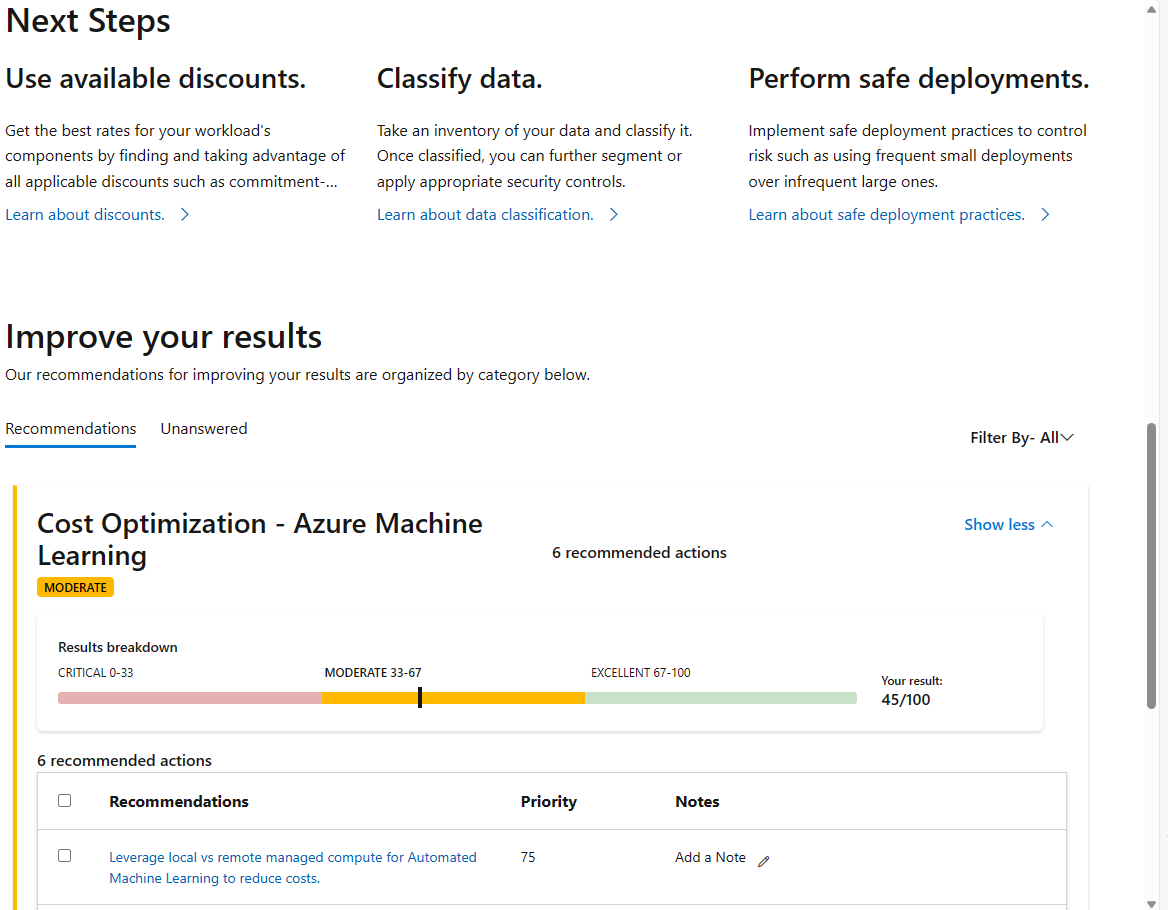 Next Steps
Use available discounts.
Get the best rates for your workload's
components by finding and taking advantage of
all applicable discounts such as commitment-...
Learn about discounts.
Classify data.
Take an inventory of your data and classify it.
Once classified, you can further segment or
apply appropriate security controls.
Learn about data classification.
Perform safe deployments.
Implement safe deployment practices to control
risk such as using frequent small deployments
over infrequent large ones.
Learn about safe deployment practices.
Improve your results
Our recommendations for improving your results are organized by category below.
Recommendations Unanswered
Filter By- All
Cost Optimization - Azure Machine
Learning
MODERATE
6 recommended actions
Show less
Results breakdown
CRITICAL 0-33 MODERATE 33-67 EXCELLENT 67-100
Your result:
45/100
6 recommended actions
Recommendations Priority Notes
Leverage local vs remote managed compute for Automated
Machine Learning to reduce costs.
75
Add a Note